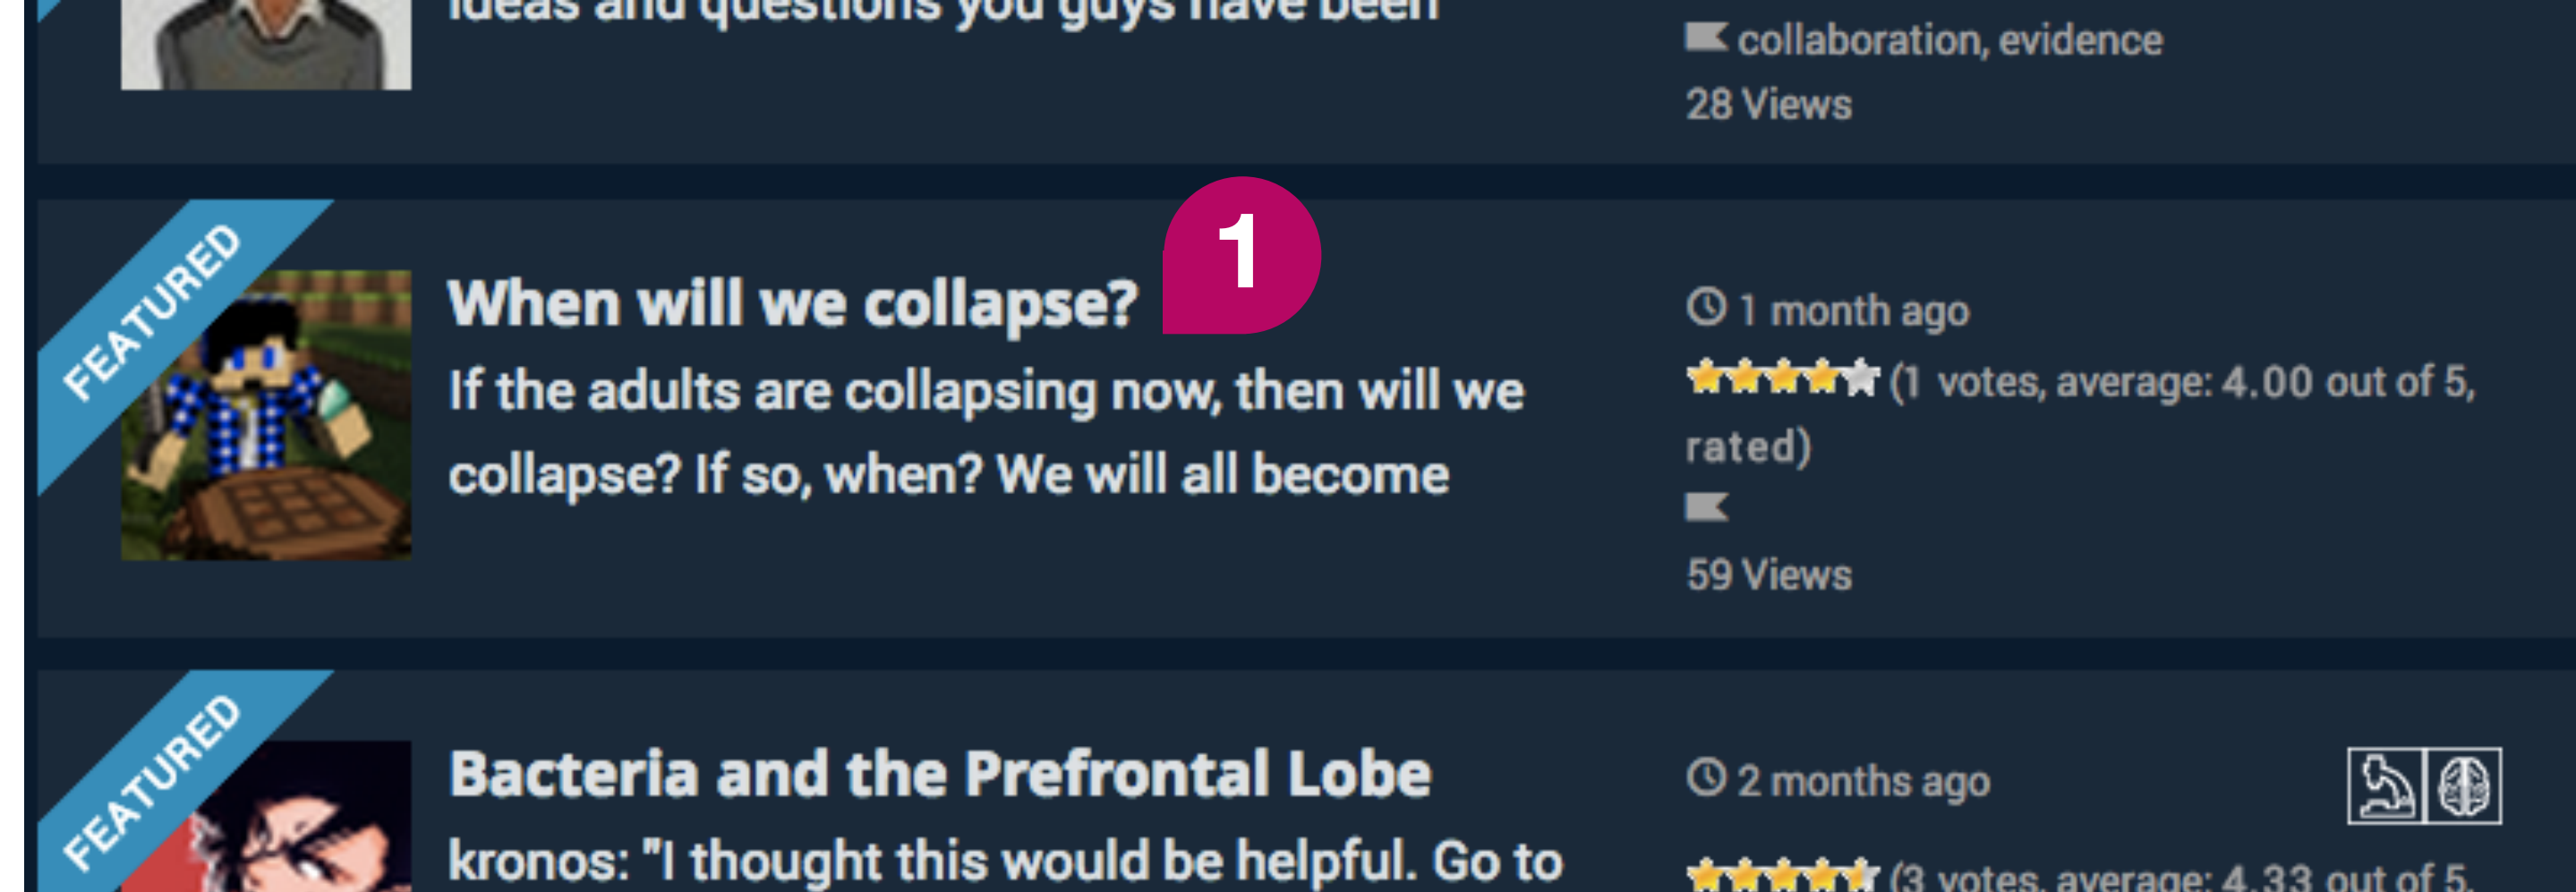 ideas and questions you guys have been
collaboration, evidence
28 Views
FEATURED
When will we collapse?
1
If the adults are collapsing now, then will we
collapse? If so, when? We will all become
1 month ago
(1 votes, average: 4.00 out of 5,
rated)
59 Views
FEATURED
Bacteria and the Prefrontal Lobe
kronos: "I thought this would be helpful. Go to
2 months ago
(3 votes, average: 4.33 out of 5,